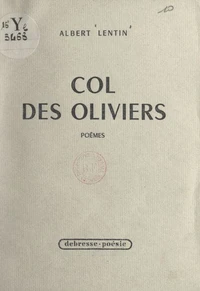 ALBERT LENTIN
COL
DES OLIVIERS
POÈMES
debresse-poésie